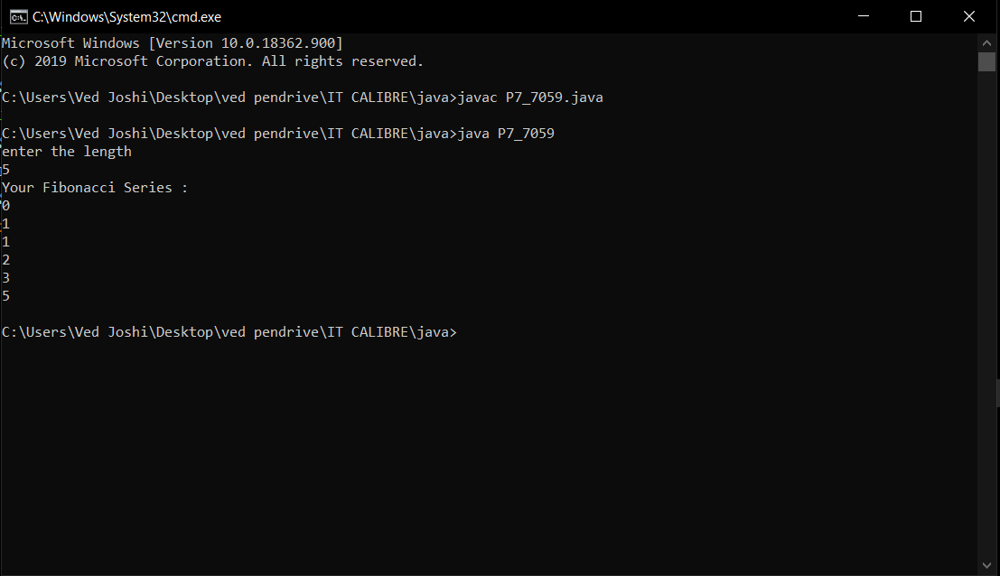 C:\Windows\System32\cmd.exe
Microsoft Windows [Version 10.0.18362.900]
(c) 2019 Microsoft Corporation. All rights reserved.
C:\Users\Ved Joshi\Desktop\ved pendrive\IT CALIBRE\java>javac P7_7059.java
C:\Users\Ved Joshi\Desktop\ved pendrive\IT CALIBRE\java>java P7_7059
enter the length
5
Your Fibonacci Series :
0
1
1
2
3
5
C:\Users\Ved Joshi\Desktop\ved pendrive\IT CALIBRE\java>